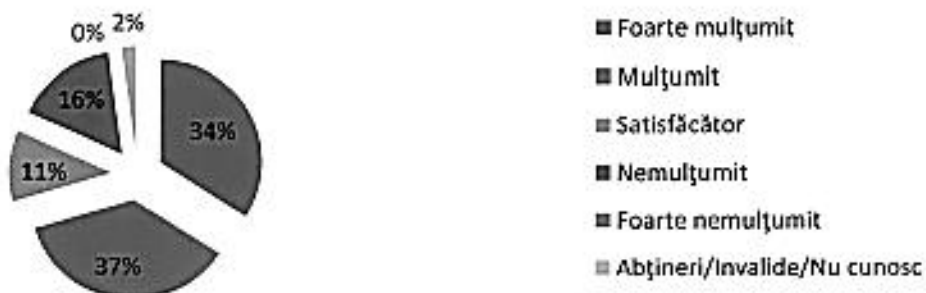 0% 2%
16%
34%
11%
37%
Foarte mulţumit
Mulţumit
Satisfăcător
Nemulţumit
Foarte nemulţumit
Abţineri/Invalide/Nu cunosc